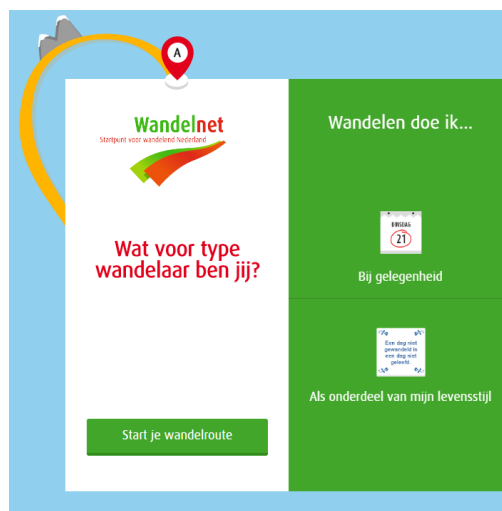 A
Wandelnet
Startpunt voor wandelend Nederland
Wat voor type
wandelaar ben jij?
Start je wandelroute
Wandelen doe ik...
DINSDAG
21
Bij gelegenheid
Een dag niet
gewandeld is
een dag niet
geleefd.
Als onderdeel van mijn levensstijl